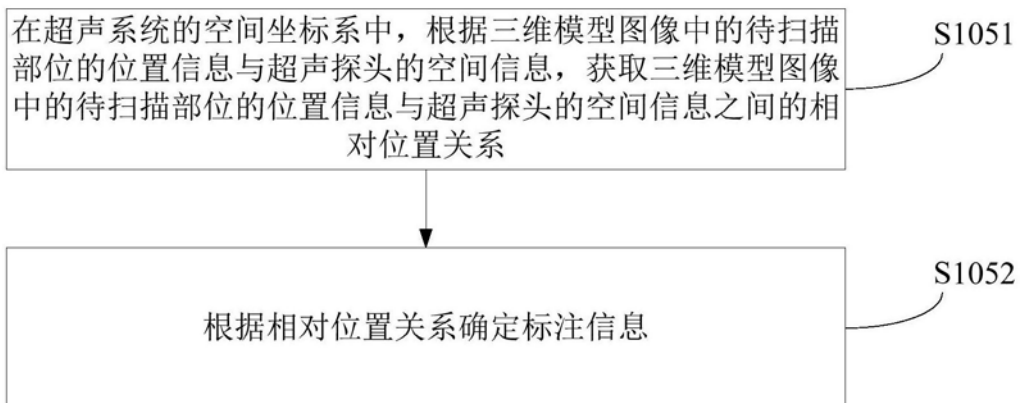 在超声系统的空间坐标系中，根据三维模型图像中的待扫描
部位的位置信息与超声探头的空间信息，获取三维模型图像
中的待扫描部位的位置信息与超声探头的空间信息之间的相
对位置关系
S1051
根据相对位置关系确定标注信息
S1052